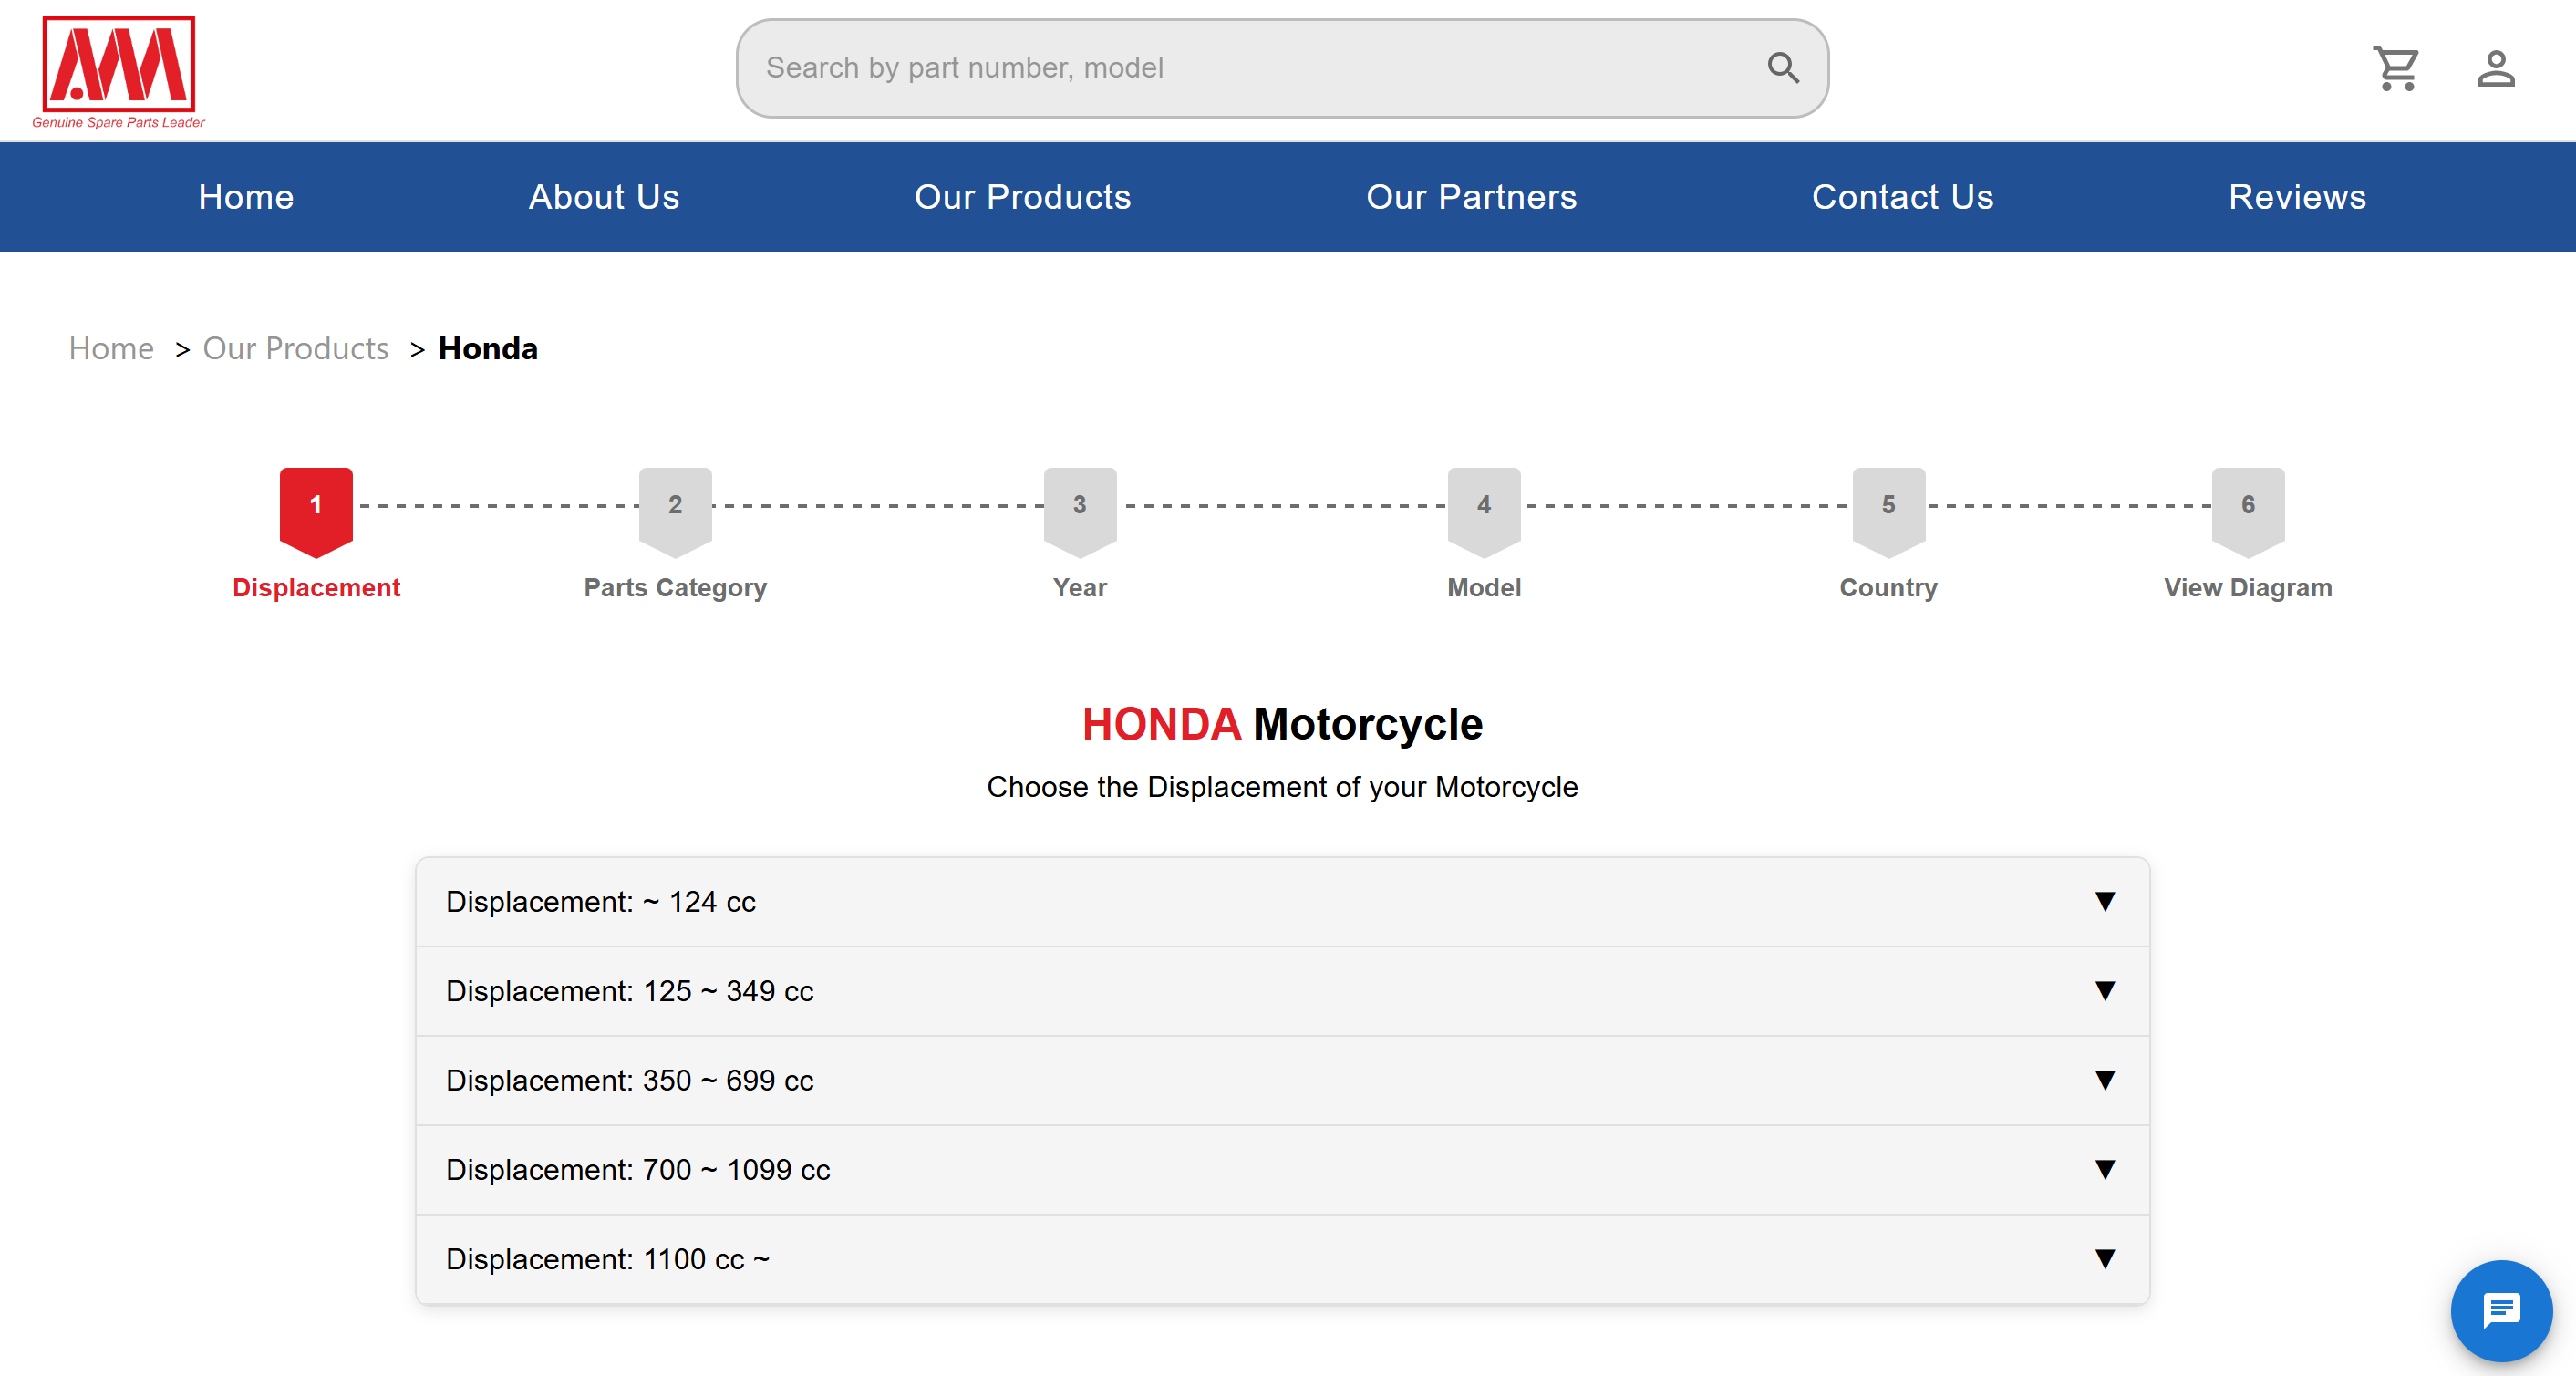 AMM
Genuine Spare Parts Leader
Search by part number, model
Home About Us Our Products Our Partners Contact Us Reviews
Home > Our Products > Honda
1 2 3 4 5 6
Displacement Parts Category Year Model Country View Diagram
HONDA Motorcycle
Choose the Displacement of your Motorcycle
Displacement: ~ 124 cc ▼
Displacement: 125 ~ 349 cc ▼
Displacement: 350 ~ 699 cc ▼
Displacement: 700 ~ 1099 cc ▼
Displacement: 1100 cc ~ ▼